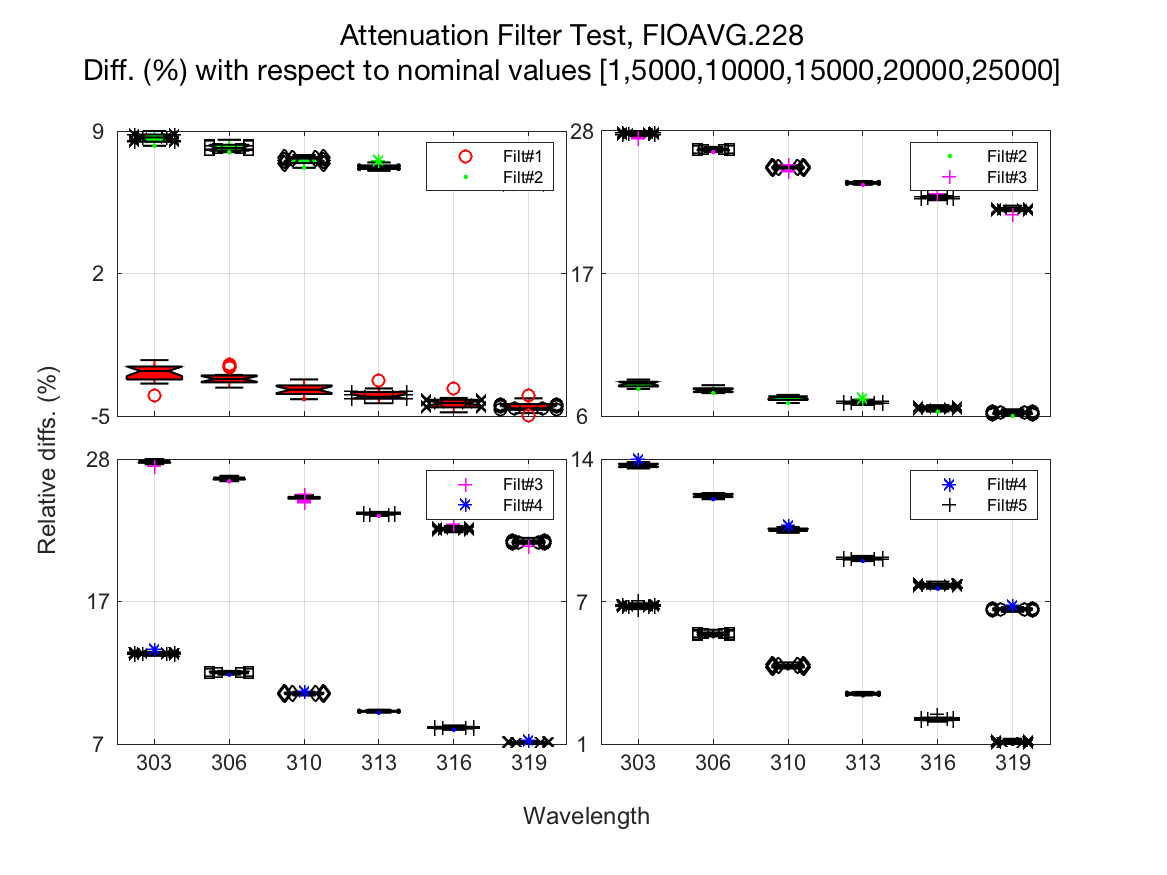 Attenuation Filter Test, FIOAVG.228
Diff. (%) with respect to nominal values [1,5000,10000,15000,20000,25000]
9
2
-5
Filt#1
Filt#2
28
17
6
Filt#2
Filt#3
Relative diffs. (%)
28
17
7
Filt#3
Filt#4
303 306 310 313 316 319
14
7
1
Filt#4
Filt#5
303 306 310 313 316 319
Wavelength